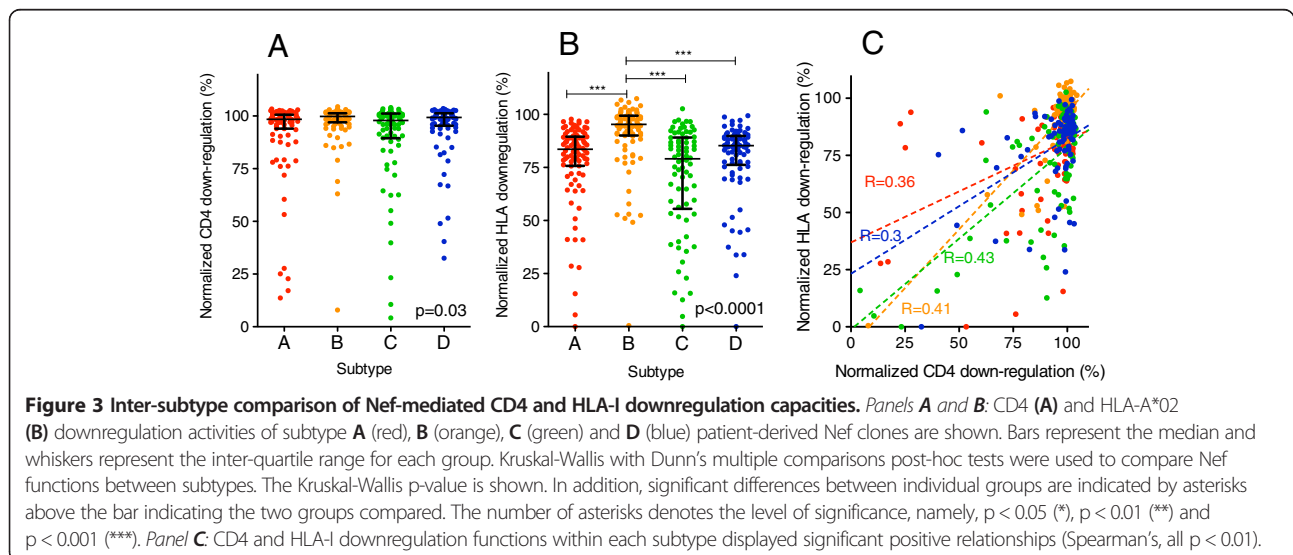 A
Normalized CD4 down-regulation (%)
100
75
50
25
0
p=0.03
A B C D
Subtype
B
***
***
***
Normalized HLA downregulation (%)
100
75
50
25
0
p<0.0001
A B C D
Subtype
C
Normalized HLA down-regulation (%)
100
75
50
25
0
R=0.36
R=0.3
R=0.43
R=0.41
0 25 50 75 100
Normalized CD4 down-regulation (%)
Figure 3 Inter-subtype comparison of Nef-mediated CD4 and HLA-I downregulation capacities. Panels A and B: CD4 (A) and HLA-A*02
(B) downregulation activities of subtype A (red), B (orange), C (green) and D (blue) patient-derived Nef clones are shown. Bars represent the median and
whiskers represent the inter-quartile range for each group. Kruskal-Wallis with Dunn's multiple comparisons post-hoc tests were used to compare Nef
functions between subtypes. The Kruskal-Wallis p-value is shown. In addition, significant differences between individual groups are indicated by asterisks
above the bar indicating the two groups compared. The number of asterisks denotes the level of significance, namely, p < 0.05 (*), p < 0.01 (**) and
p < 0.001 (***). Panel C: CD4 and HLA-I downregulation functions within each subtype displayed significant positive relationships (Spearman's, all p < 0.01).